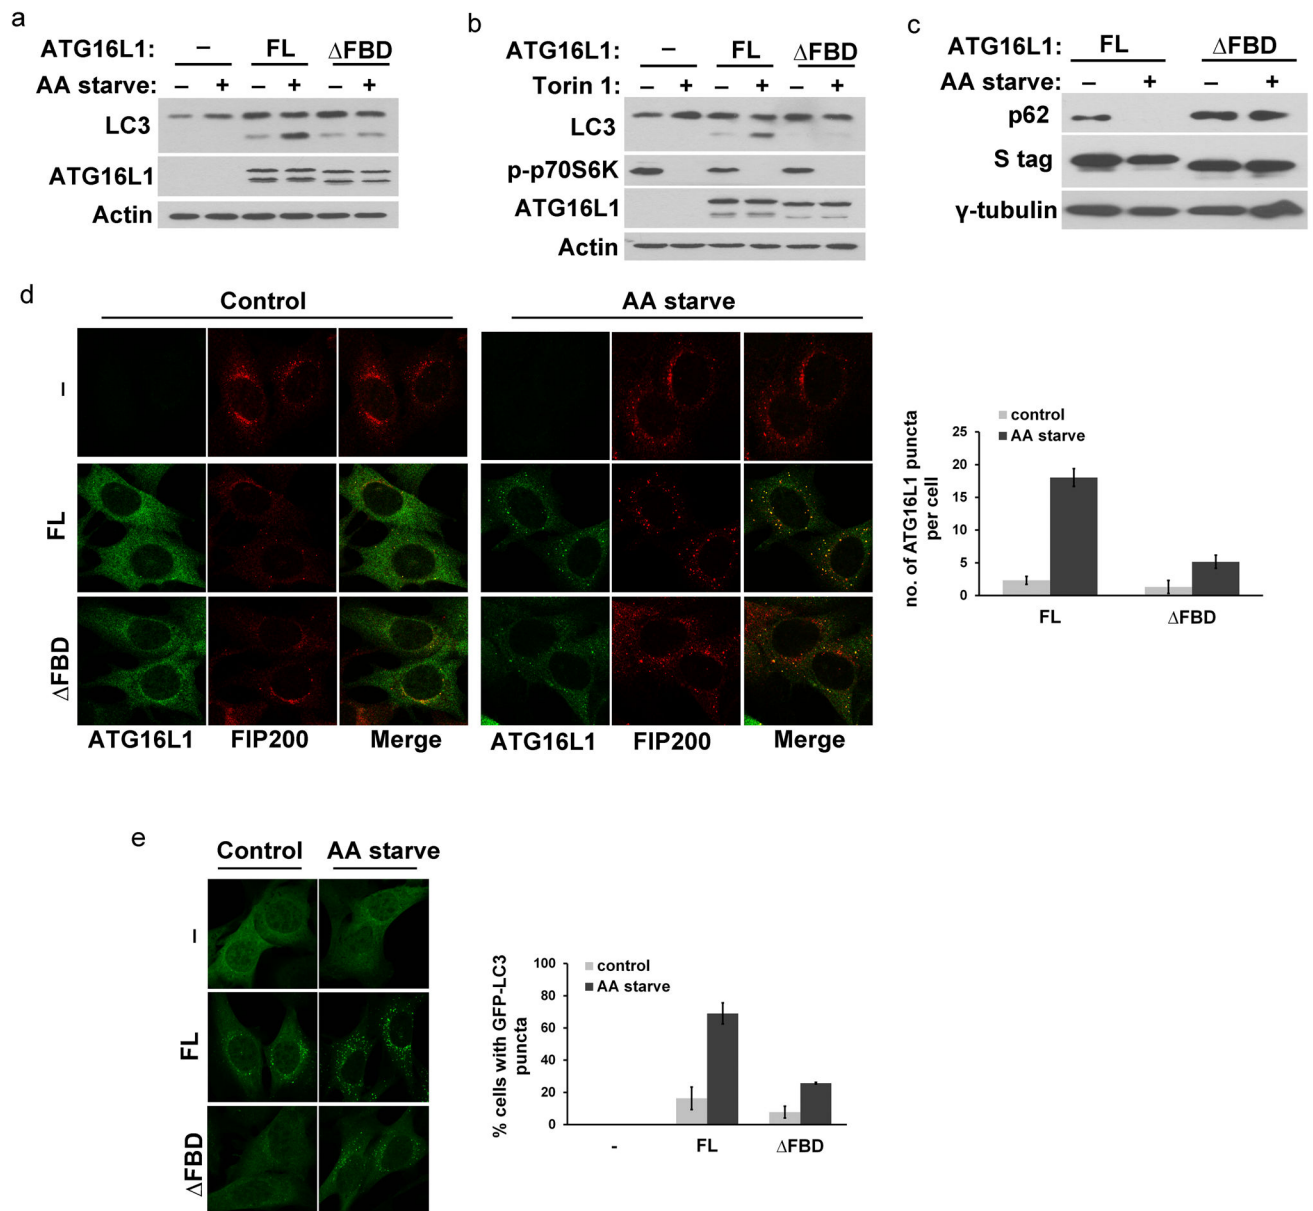 a
ATG16L1: – FL ΔFBD
AA starve: – + – + – +
LC3
ATG16L1
Actin
b
ATG16L1: – FL ΔFBD
Torin 1: – + – + – +
LC3
p-p70S6K
ATG16L1
Actin
c
ATG16L1: FL ΔFBD
AA starve: – + – +
p62
S tag
γ-tubulin
d
Control AA starve
–
FL
ΔFBD
ATG16L1 FIP200 Merge ATG16L1 FIP200 Merge
control
AA starve
no. of ATG16L1 puncta
per cell
25
20
15
10
5
0
FL ΔFBD
e
Control AA starve
–
FL
ΔFBD
control
AA starve
% cells with GFP-LC3
puncta
100
80
60
40
20
0
- FL ΔFBD